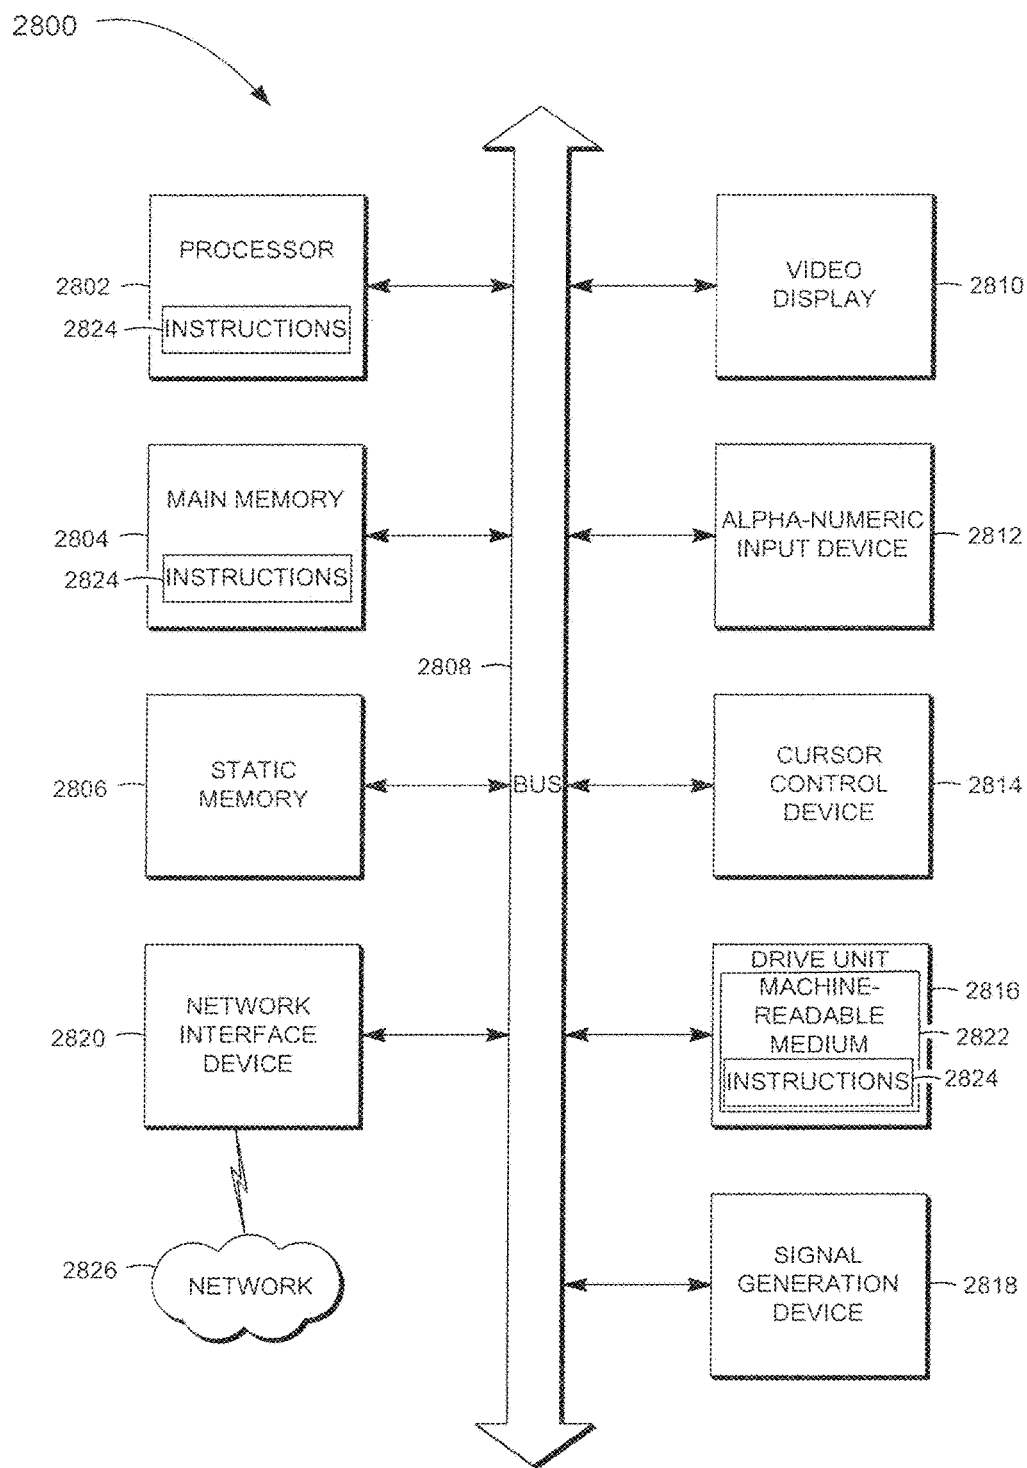 2800
PROCESSOR
2802
2824
INSTRUCTIONS
VIDEO
DISPLAY
2810
MAIN MEMORY
2804
2824
INSTRUCTIONS
ALPHA-NUMERIC
INPUT DEVICE
2812
2808
STATIC
MEMORY
2806
BUS
CURSOR
CONTROL
DEVICE
2814
NETWORK
INTERFACE
DEVICE
2820
DRIVE UNIT
MACHINE-
READABLE
MEDIUM
INSTRUCTIONS
2816
2822
2824
2826
NETWORK
SIGNAL
GENERATION
DEVICE
2818